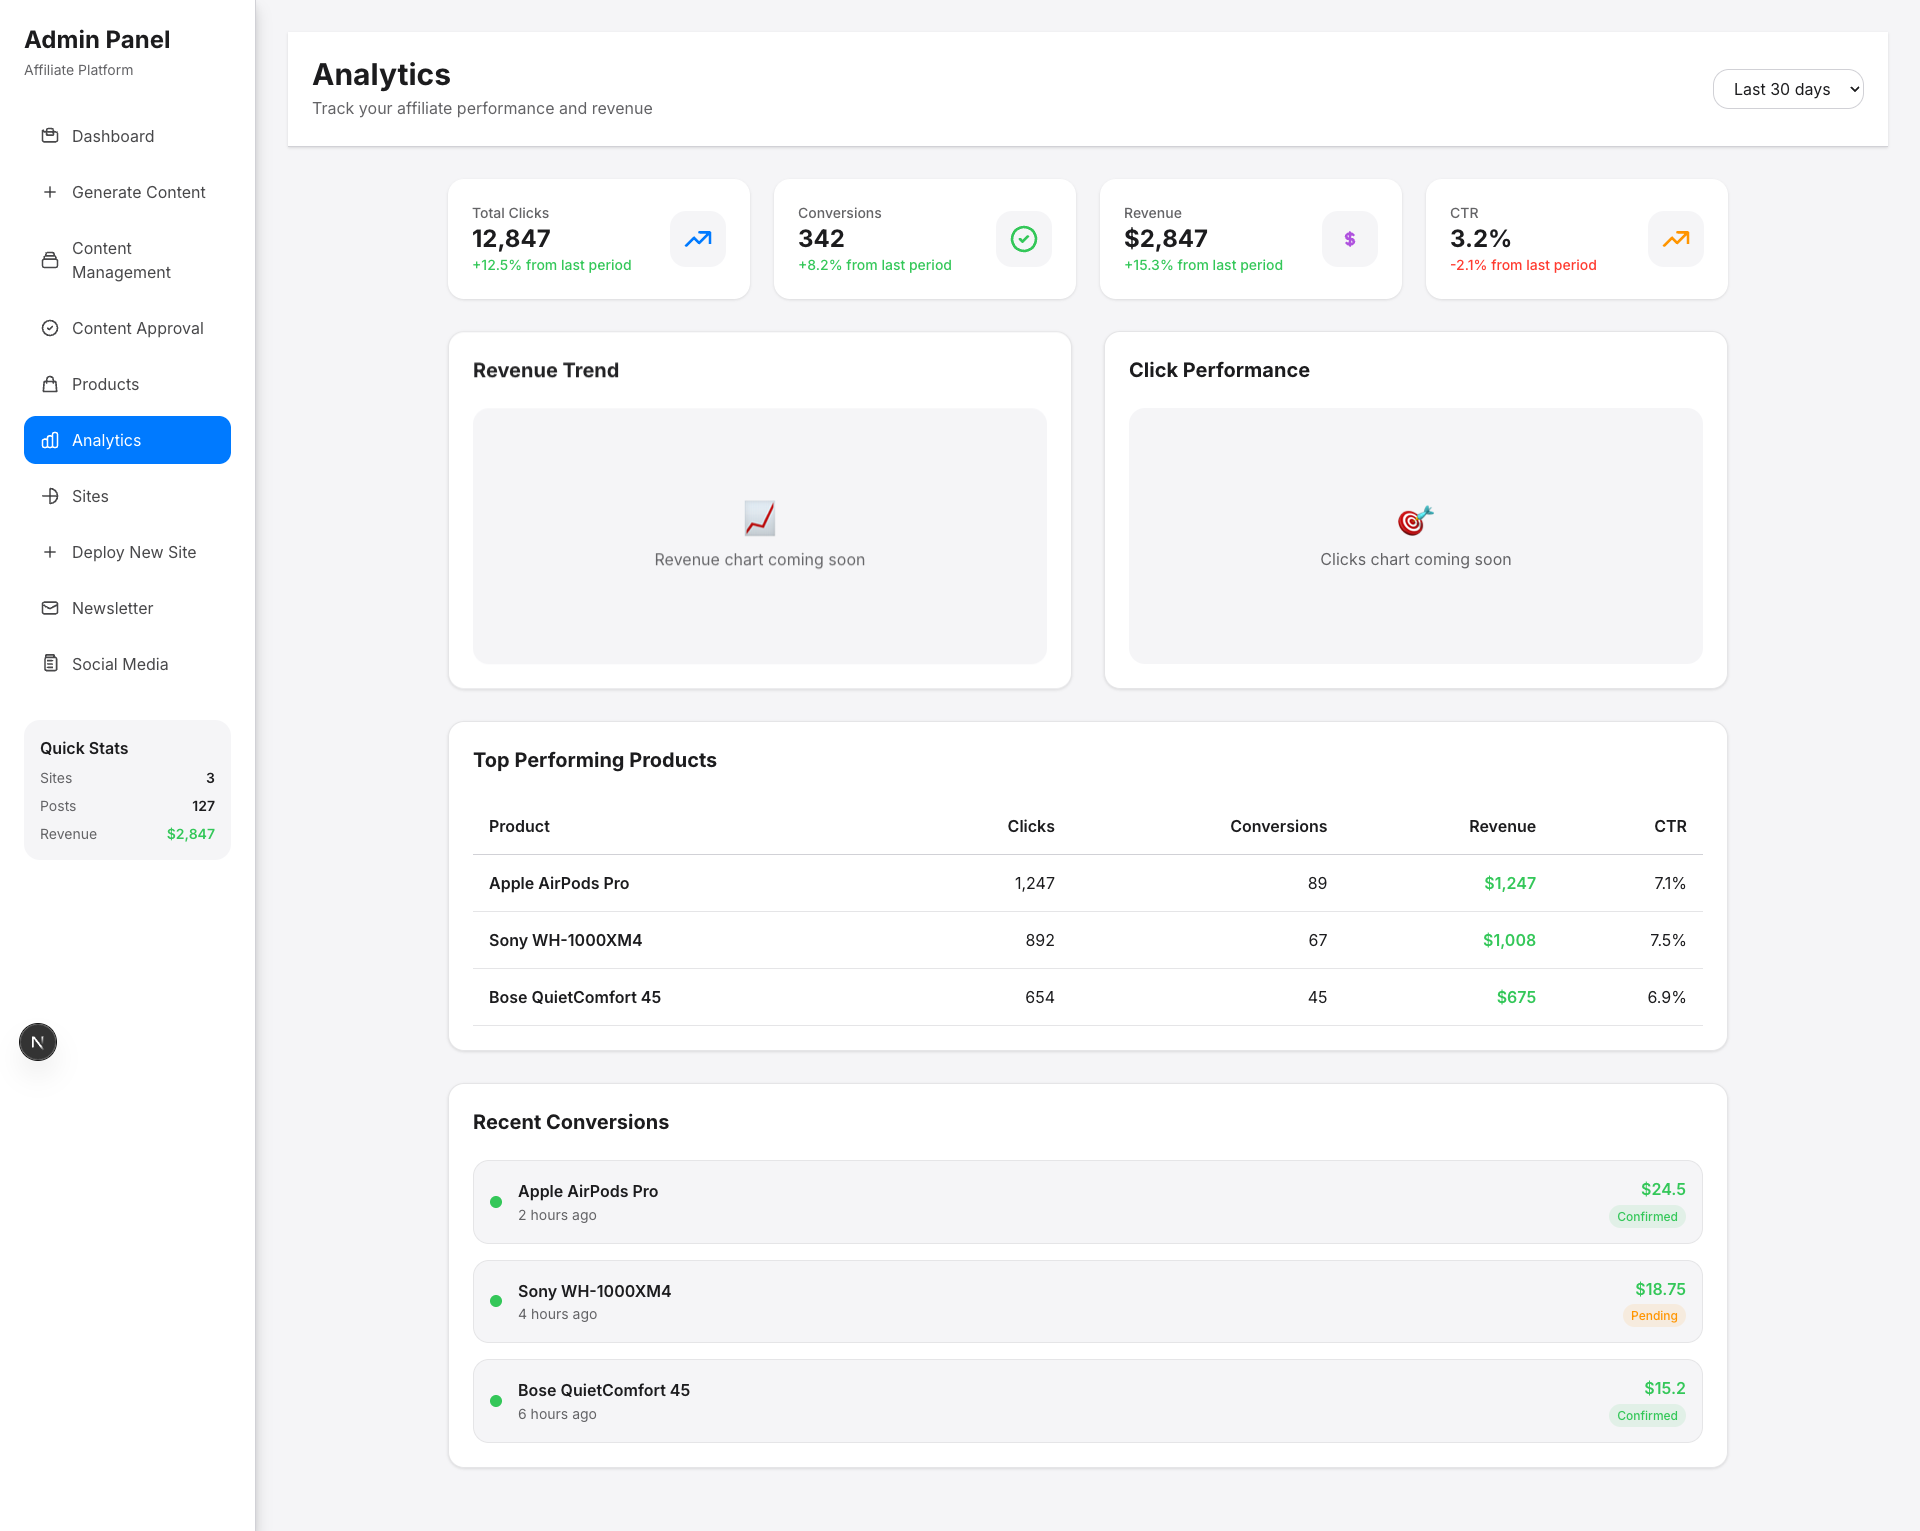 Admin Panel
Affiliate Platform
Dashboard
Generate Content
Content
Management
Content Approval
Products
Analytics
Sites
Deploy New Site
Newsletter
Social Media
Quick Stats
Sites 3
Posts 127
Revenue $2,847
N
Analytics
Track your affiliate performance and revenue
Last 30 days
Total Clicks
12,847
+12.5% from last period
Conversions
342
+8.2% from last period
Revenue
$2,847
+15.3% from last period
$
CTR
3.2%
-2.1% from last period
Revenue Trend
Revenue chart coming soon
Click Performance
Clicks chart coming soon
Top Performing Products
Product Clicks Conversions Revenue CTR
Apple AirPods Pro 1,247 89 $1,247 7.1%
Sony WH-1000XM4 892 67 $1,008 7.5%
Bose QuietComfort 45 654 45 $675 6.9%
Recent Conversions
Apple AirPods Pro
2 hours ago
$24.5
Confirmed
Sony WH-1000XM4
4 hours ago
$18.75
Pending
Bose QuietComfort 45
6 hours ago
$15.2
Confirmed